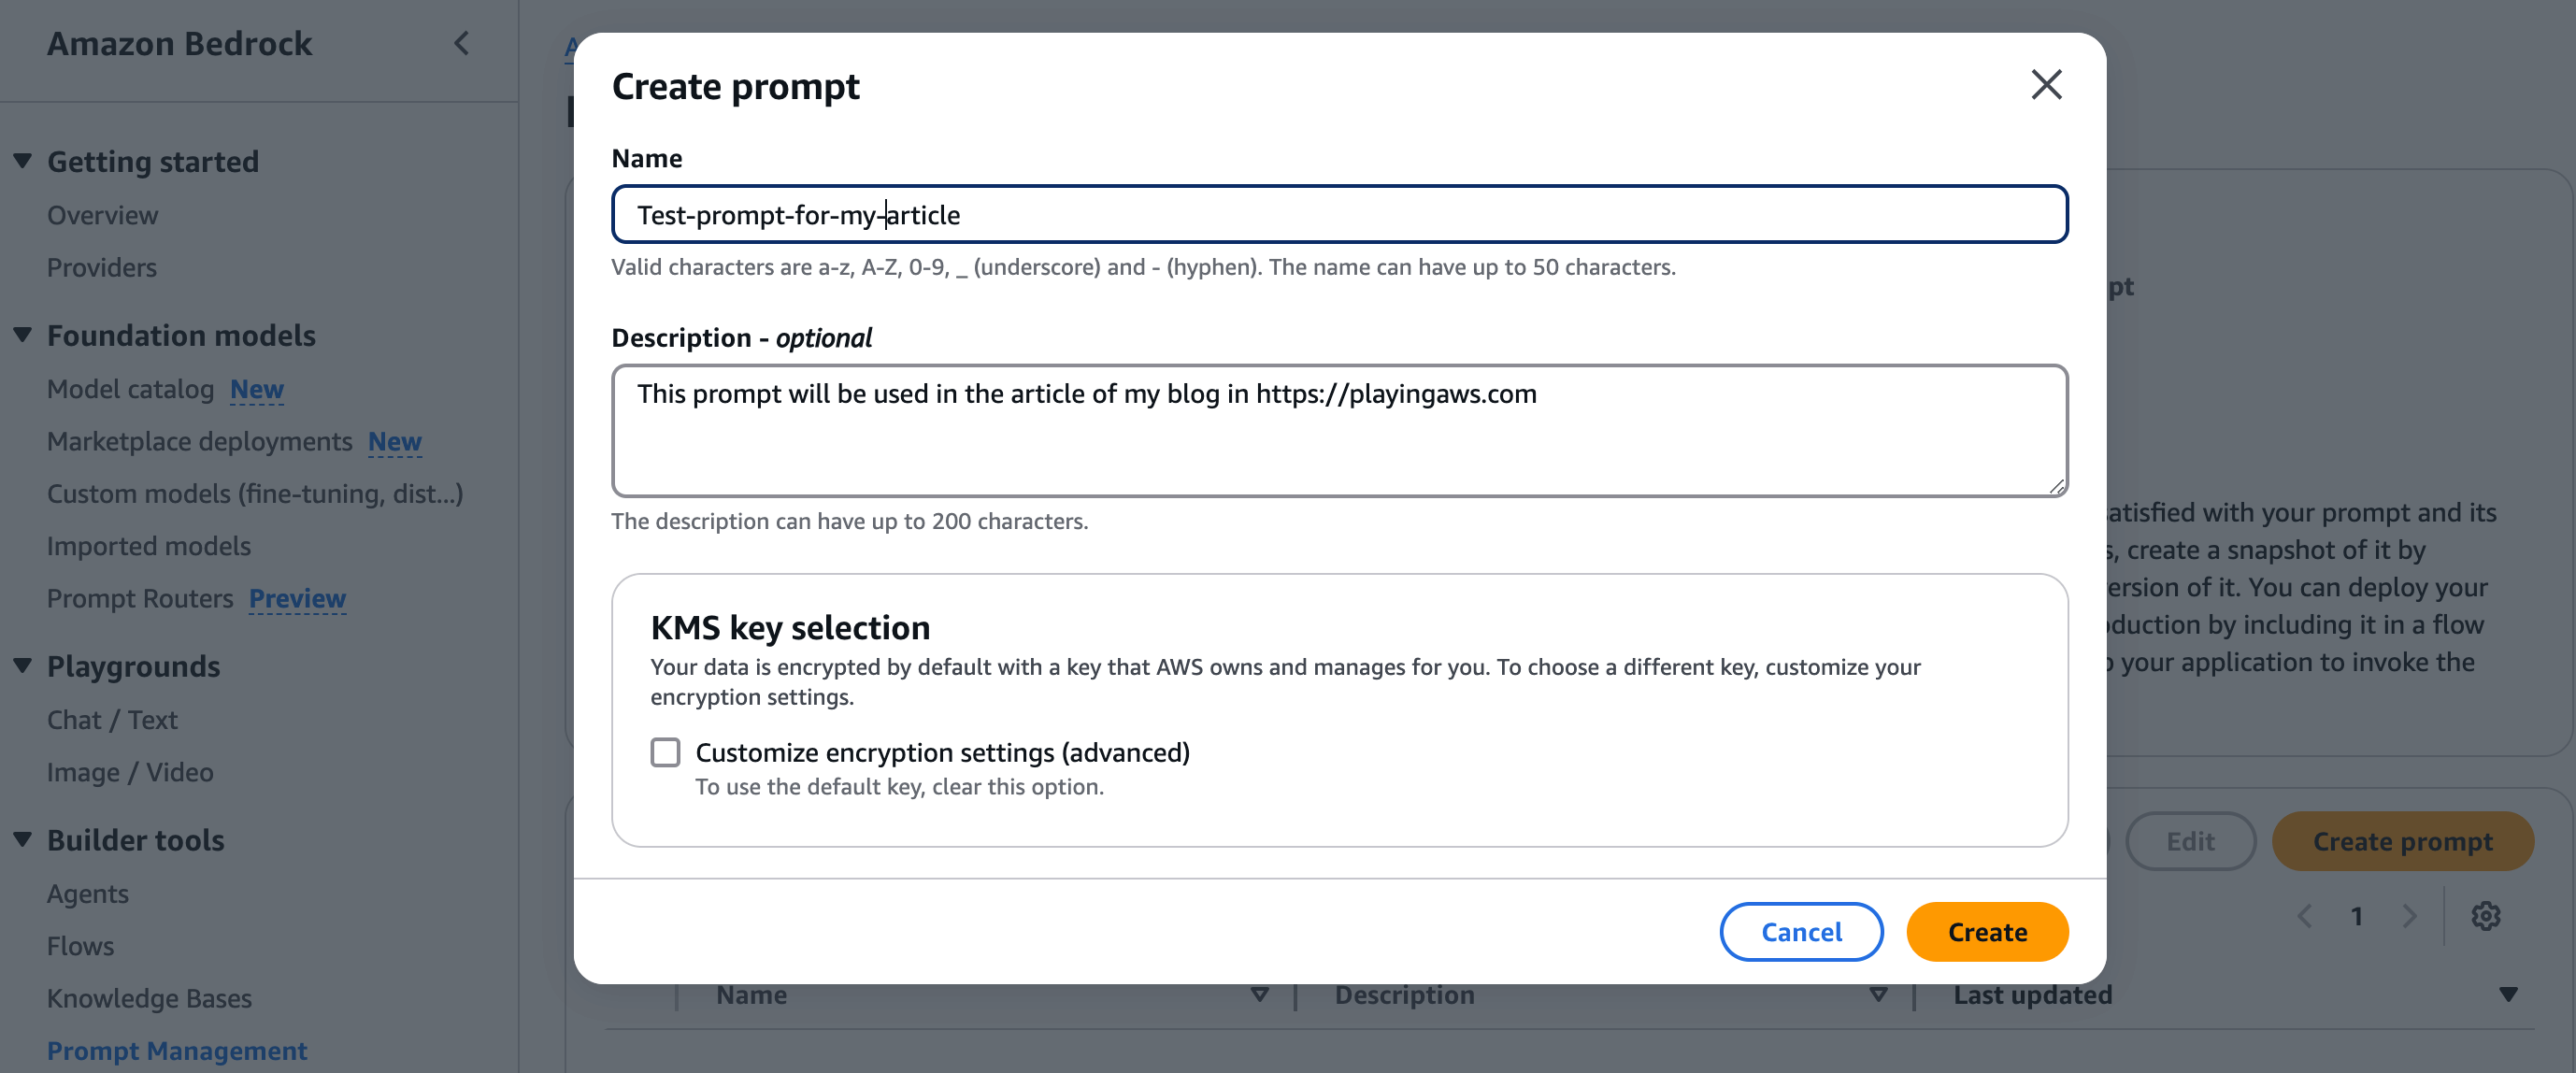 Amazon Bedrock
Getting started
Overview
Providers
Foundation models
Model catalog New
Marketplace deployments New
Custom models (fine-tuning, dist...)
Imported models
Prompt Routers Preview
Playgrounds
Chat / Text
Image / Video
Builder tools
Agents
Flows
Knowledge Bases
Prompt Management
Create prompt
Name
Test-prompt-for-my-article
Valid characters are a-z, A-Z, 0-9, _ (underscore) and - (hyphen). The name can have up to 50 characters.
Description - optional
This prompt will be used in the article of my blog in https://playingaws.com
The description can have up to 200 characters.
KMS key selection
Your data is encrypted by default with a key that AWS owns and manages for you. To choose a different key, customize your
encryption settings.
Customize encryption settings (advanced)
To use the default key, clear this option.
Cancel Create
pt
atisfied with your prompt and its
s, create a snapshot of it by
ersion of it. You can deploy your
oduction by including it in a flow
your application to invoke the
Edit Create prompt
1
Name Description Last updated